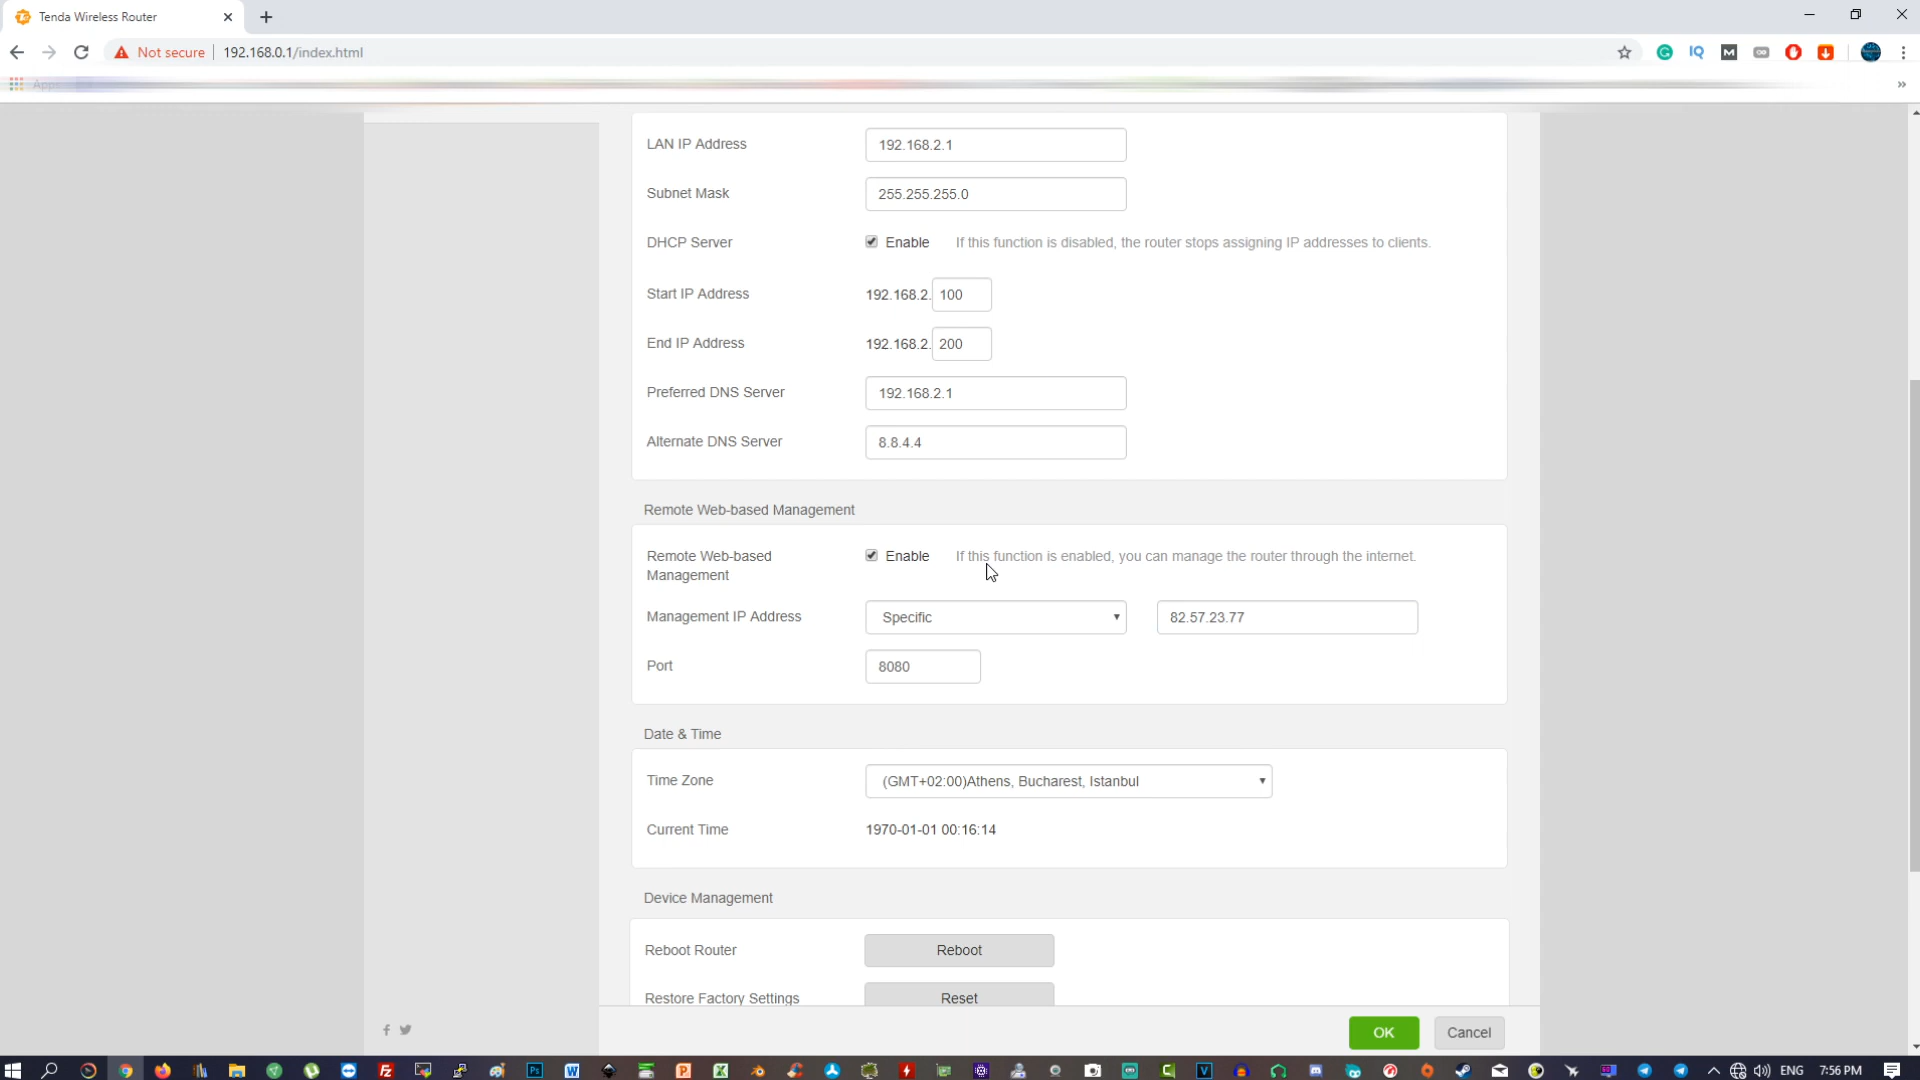 Tenda Wireless Router
Not secure 192.168.0.1/index.html
Apps
LAN IP Address 192.168.2.1
Subnet Mask 255.255.255.0
DHCP Server Enable If this function is disabled, the router stops assigning IP addresses to clients.
Start IP Address 192.168.2. 100
End IP Address 192.168.2. 200
Preferred DNS Server 192.168.2.1
Alternate DNS Server 8.8.4.4
Remote Web-based Management
Remote Web-based Enable If this function is enabled, you can manage the router through the internet.
Management
Management IP Address Specific 82.57.23.77
Port 8080
Date & Time
Time Zone (GMT+02:00)Athens, Bucharest, Istanbul
Current Time 1970-01-01 00:16:14
Device Management
Reboot Router Reboot
Restore Factory Settings Reset
OK Cancel
ENG 7:56 PM